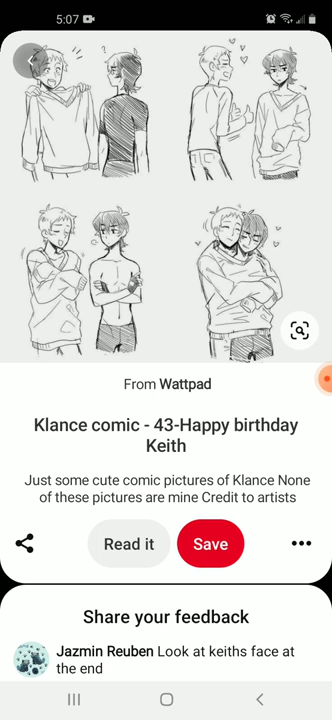 5:07
?
From Wattpad
Klance comic - 43-Happy birthday
Keith
Just some cute comic pictures of Klance None
of these pictures are mine Credit to artists
Read it
Save
Share your feedback
Jazmin Reuben Look at keiths face at
the end